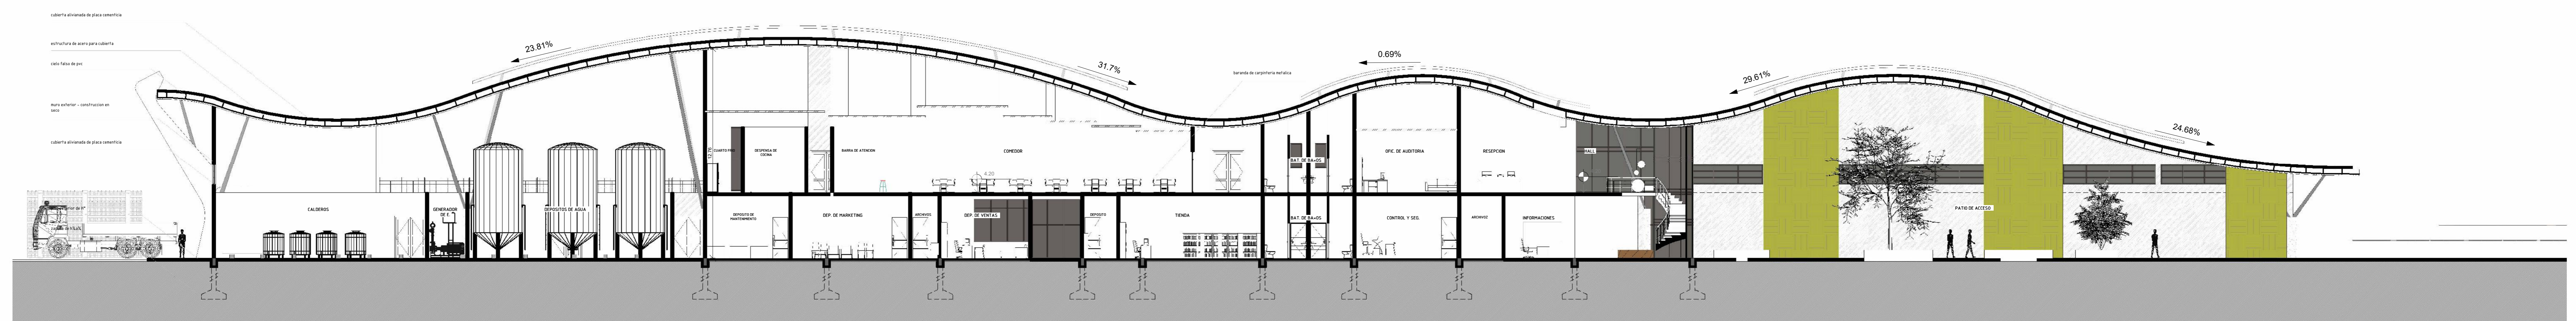 cubierta alivianada de placa cementicia
estructura de acero para cubierta
cielo falso de pvc
muro exterior - construccion en
seco
cubierta alivianada de placa cementicia
23.81%
31.7%
0.69%
baranda de carpinteria metalica
29.61%
24.68%
CUARTO FRIO
DESPENSA DE
COCINA
BARRA DE ATENCION
COMEDOR
4.20
BAT. DE BAÑOS
OFIC. DE AUDITORIA
RESEPCION
HALL
CALDEROS
GENERADOR
DE E.
DEPOSITOS DE AGUA
DEPOSITO DE
MANTENIMIENTO
DEP. DE MARKETING
ARCHIVOS
DEP. DE VENTAS
DEPOSITO
TIENDA
BAT. DE BAÑOS
CONTROL Y SEG.
ARCHIVOS
INFORMACIONES
PATIO DE ACCESO